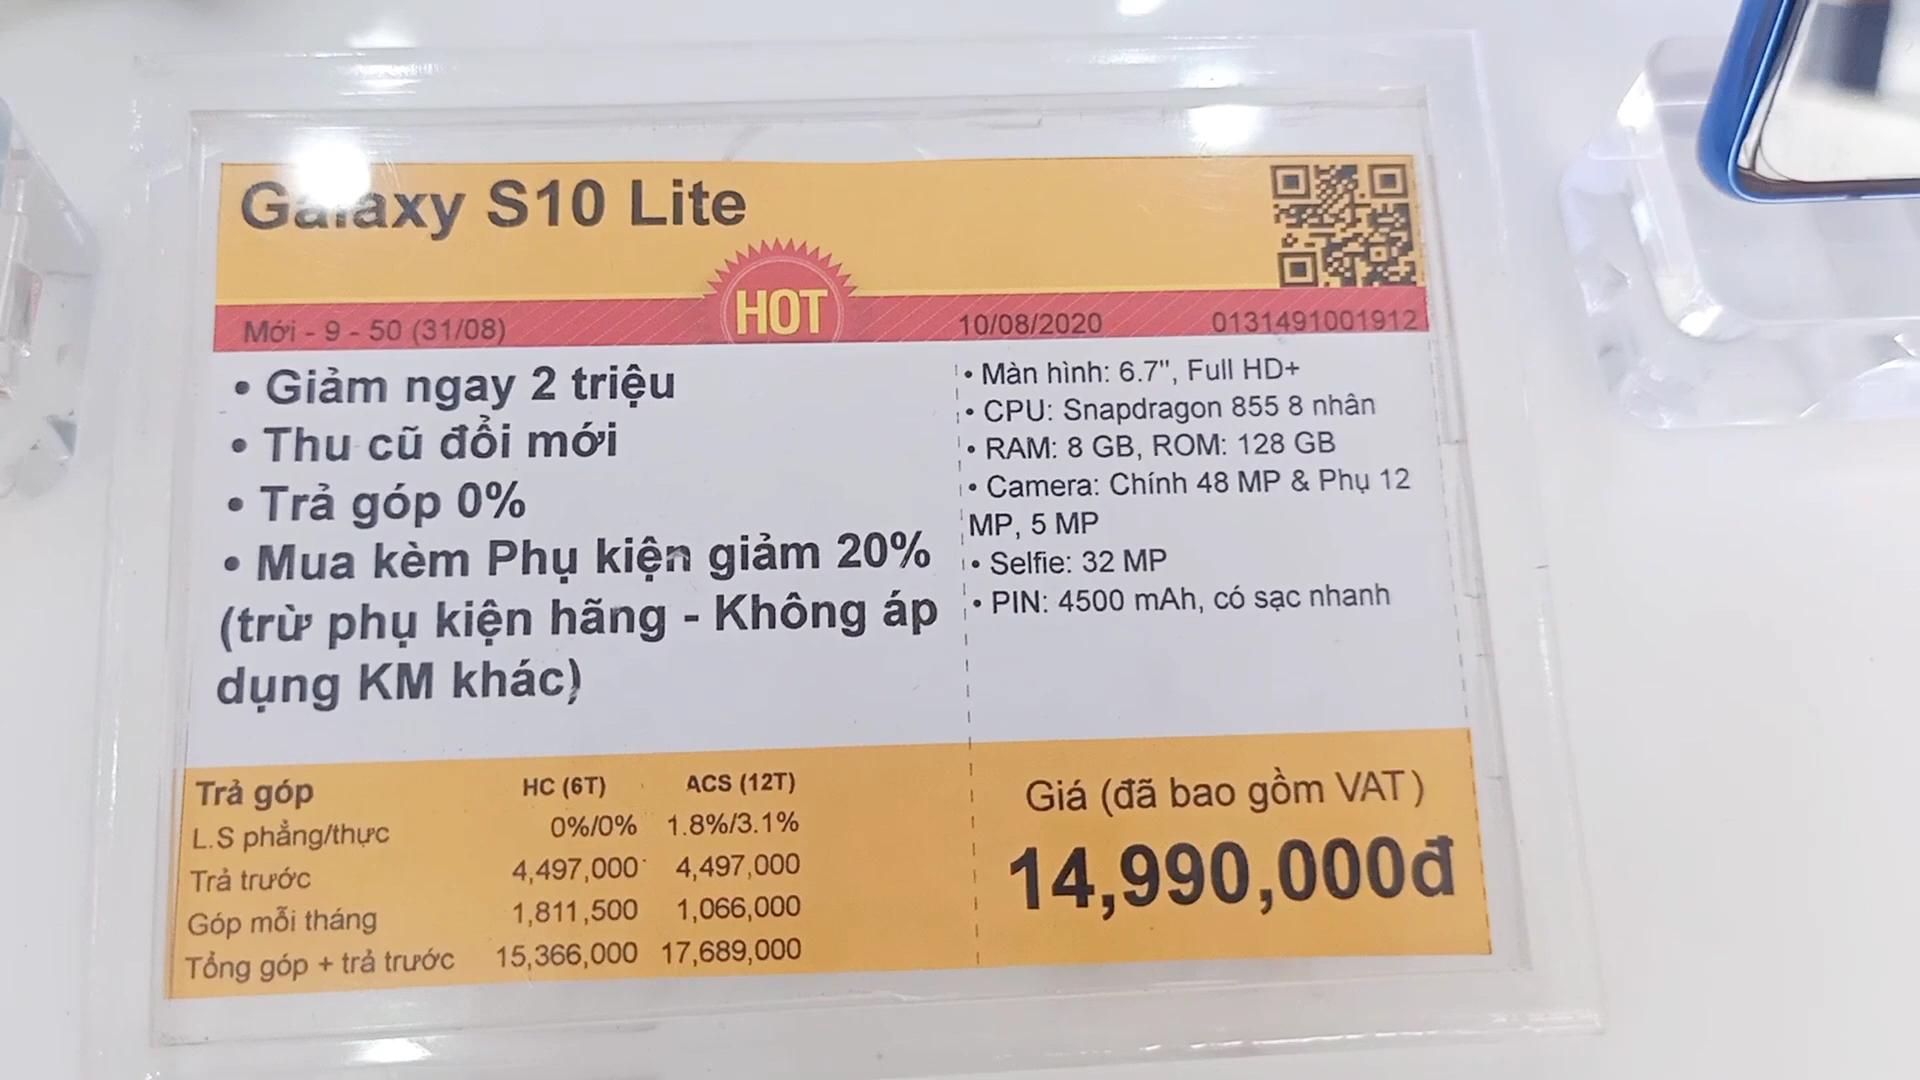 Galaxy S10 Lite
HOT
Mới - 9 - 50 (31/08)
10/08/2020
0131491001912
• Giảm ngay 2 triệu
• Thu cũ đổi mới
• Trả góp 0%
• Mua kèm Phụ kiện giảm 20%
(trừ phụ kiện hãng - Không áp
dụng KM khác)
• Màn hình: 6.7", Full HD+
• CPU: Snapdragon 855 8 nhân
• RAM: 8 GB, ROM: 128 GB
• Camera: Chính 48 MP & Phụ 12
MP, 5 MP
• Selfie: 32 MP
• PIN: 4500 mAh, có sạc nhanh
Trả góp HC (6T) ACS (12T)
L.S phẳng/thực 0%/0% 1.8%/3.1%
Trả trước 4,497,000 4,497,000
Góp mỗi tháng 1,811,500 1,066,000
Tổng góp + trả trước 15,366,000 17,689,000
Giá (đã bao gồm VAT)
14,990,000đ